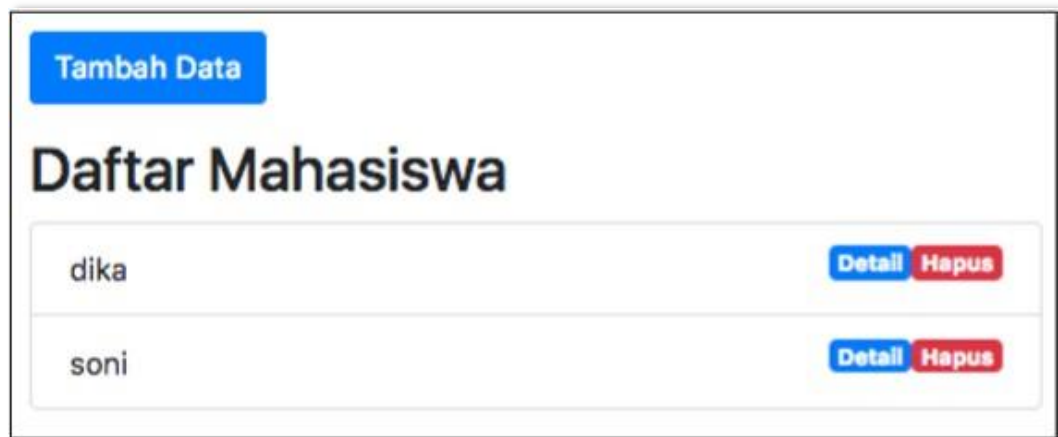 Tambah Data
Daftar Mahasiswa
dika Detail Hapus
soni Detail Hapus